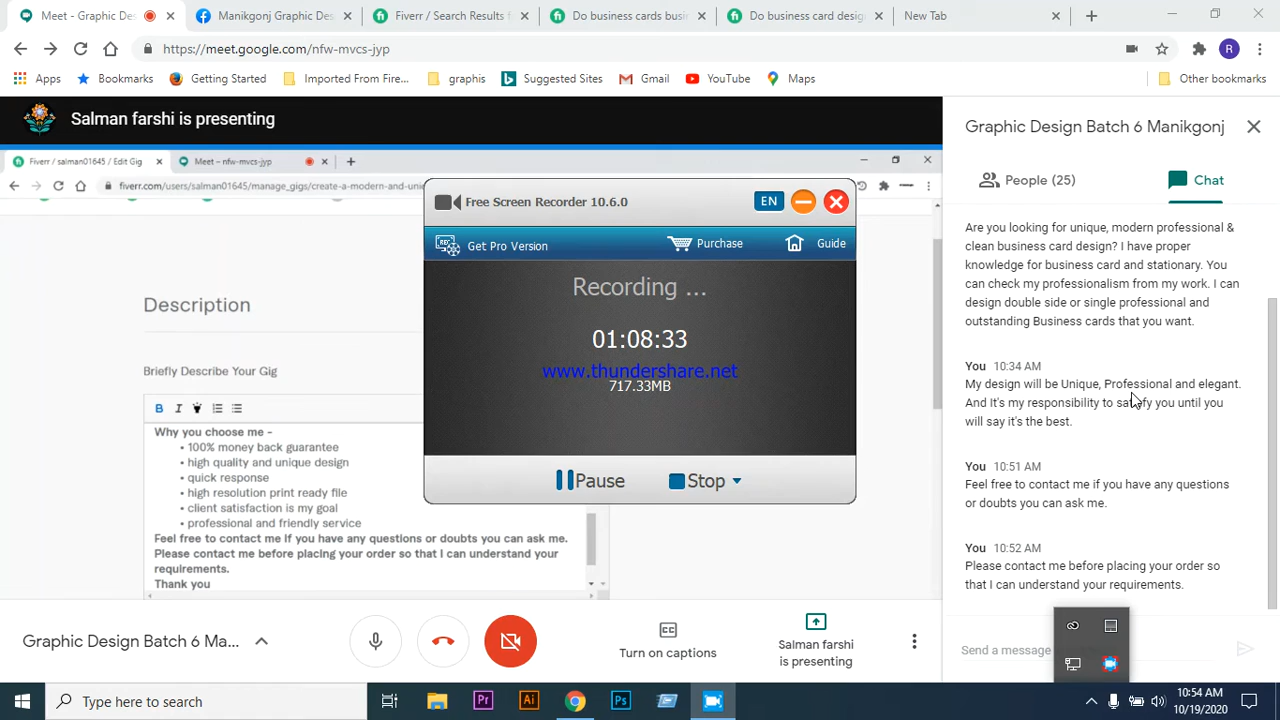 Meet - Graphic Des
Manikgonj Graphic Des
Fiverr / Search Results f
Do business cards busi
Do business card desig
New Tab
https://meet.google.com/nfw-mvcs-jyp
R
Apps
Bookmarks
Getting Started
Imported From Fire...
graphis
Suggested Sites
Gmail
YouTube
Maps
Other bookmarks
Salman farshi is presenting
Fiverr / salman01645 / Edit Gig
Meet – nfw-mvcs-jyp
fiverr.com/users/salman01645/manage_gigs/create-a-modern-and-uni
Description
Briefly Describe Your Gig
B I
Why you choose me -
• 100% money back guarantee
• high quality and unique design
• quick response
• high resolution print ready file
• client satisfaction is my goal
• professional and friendly service
Feel free to contact me if you have any questions or doubts you can ask me.
Please contact me before placing your order so that I can understand your
requirements.
Thank you
Free Screen Recorder 10.6.0
EN
Get Pro Version
Purchase
Guide
Recording ...
01:08:33
www.thundershare.net
717.33MB
Pause
Stop
Graphic Design Batch 6 Manikgonj
People (25)
Chat
Are you looking for unique, modern professional &
clean business card design? I have proper
knowledge for business card and stationary. You
can check my professionalism from my work. I can
design double side or single professional and
outstanding Business cards that you want.
You 10:34 AM
My design will be Unique, Professional and elegant.
And It's my responsibility to satisfy you until you
will say it's the best.
You 10:51 AM
Feel free to contact me if you have any questions
or doubts you can ask me.
You 10:52 AM
Please contact me before placing your order so
that I can understand your requirements.
Send a message
Graphic Design Batch 6 Ma...
Turn on captions
Salman farshi
is presenting
Type here to search
Pr
Ai
Ps
10:54 AM
10/19/2020